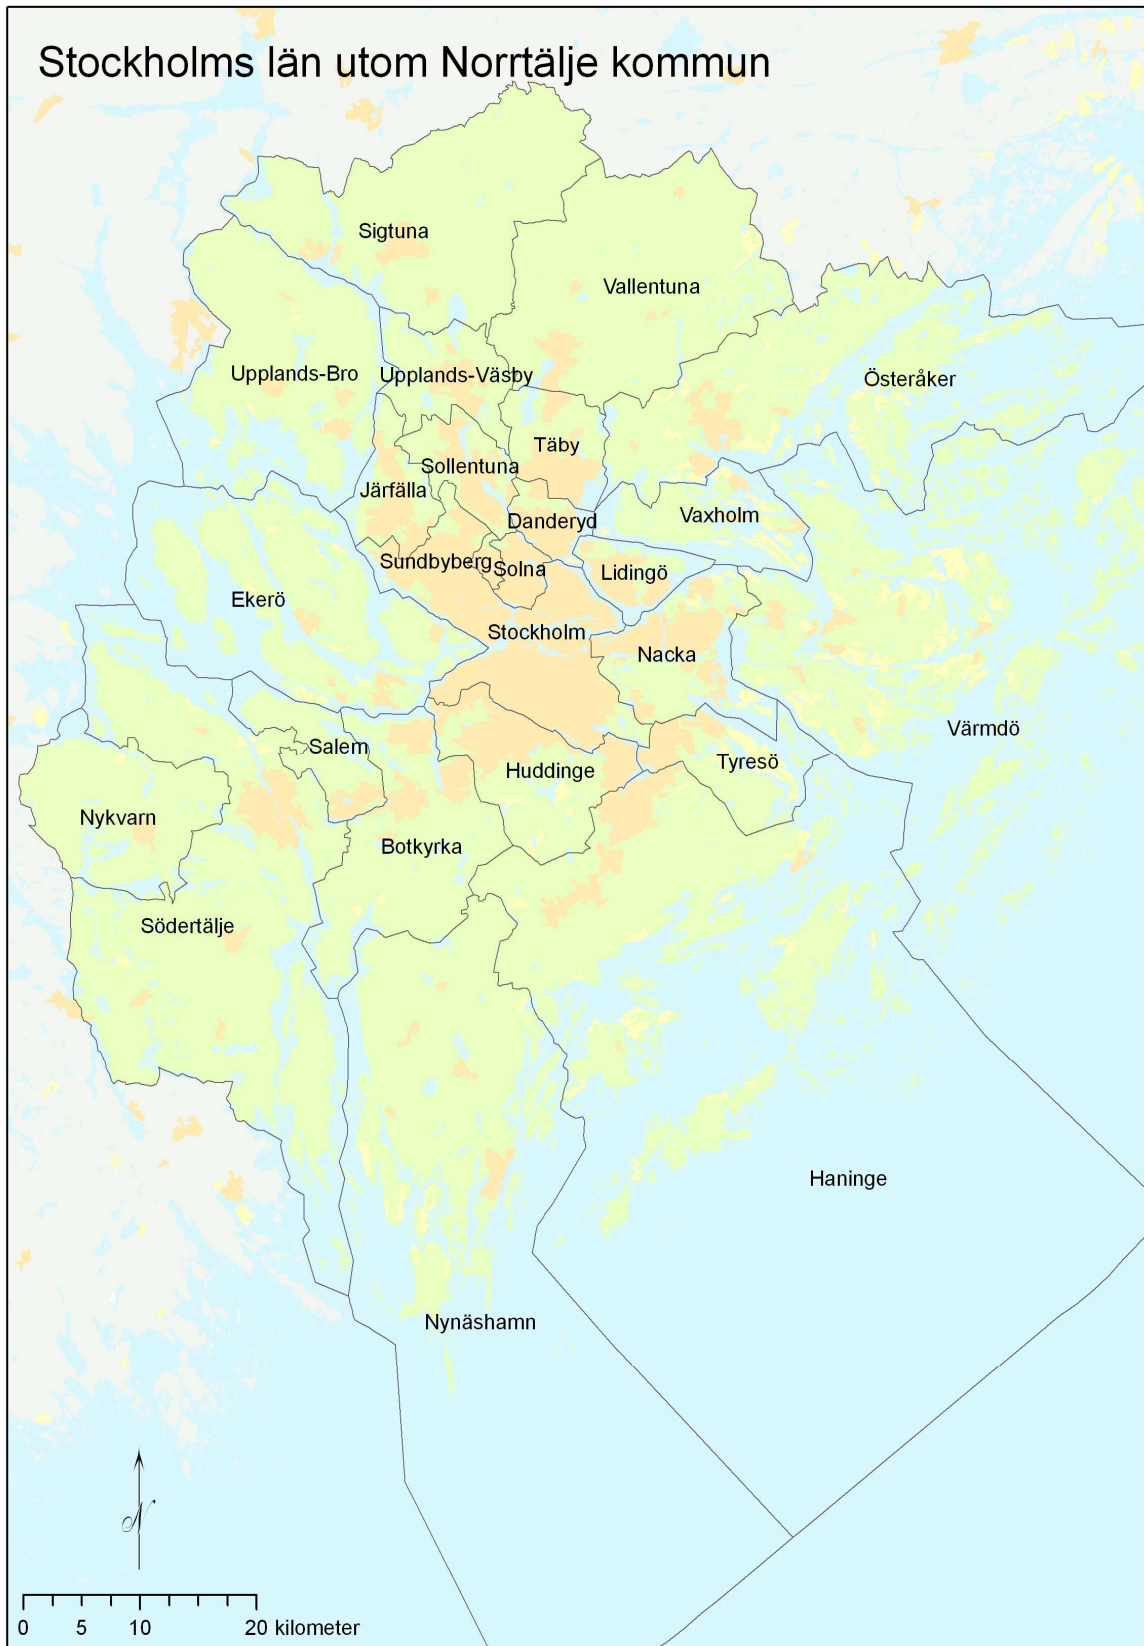 Stockholms län utom Norrtälje kommun
Sigtuna
Vallentuna
Upplands-Bro
Upplands-Väsby
Österåker
Täby
Sollentuna
Järfälla
Vaxholm
Danderyd
Sundbyberg
Solna
Lidingö
Ekerö
Stockholm
Nacka
Värmdö
Salem
Tyresö
Huddinge
Nykvarn
Botkyrka
Södertälje
Haninge
Nynäshamn
N
0 5 10 20 kilometer